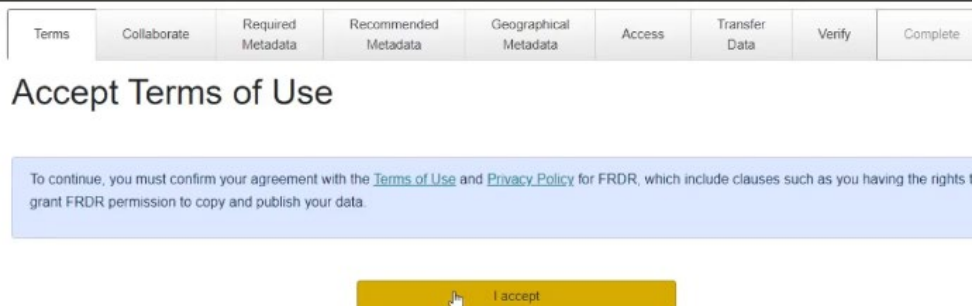 Terms
Collaborate
Required
Metadata
Recommended
Metadata
Geographical
Metadata
Access
Transfer
Data
Verify
Complete
Accept Terms of Use
To continue, you must confirm your agreement with the Terms of Use and Privacy Policy for FRDR, which include clauses such as you having the rights t
grant FRDR permission to copy and publish your data.
I accept